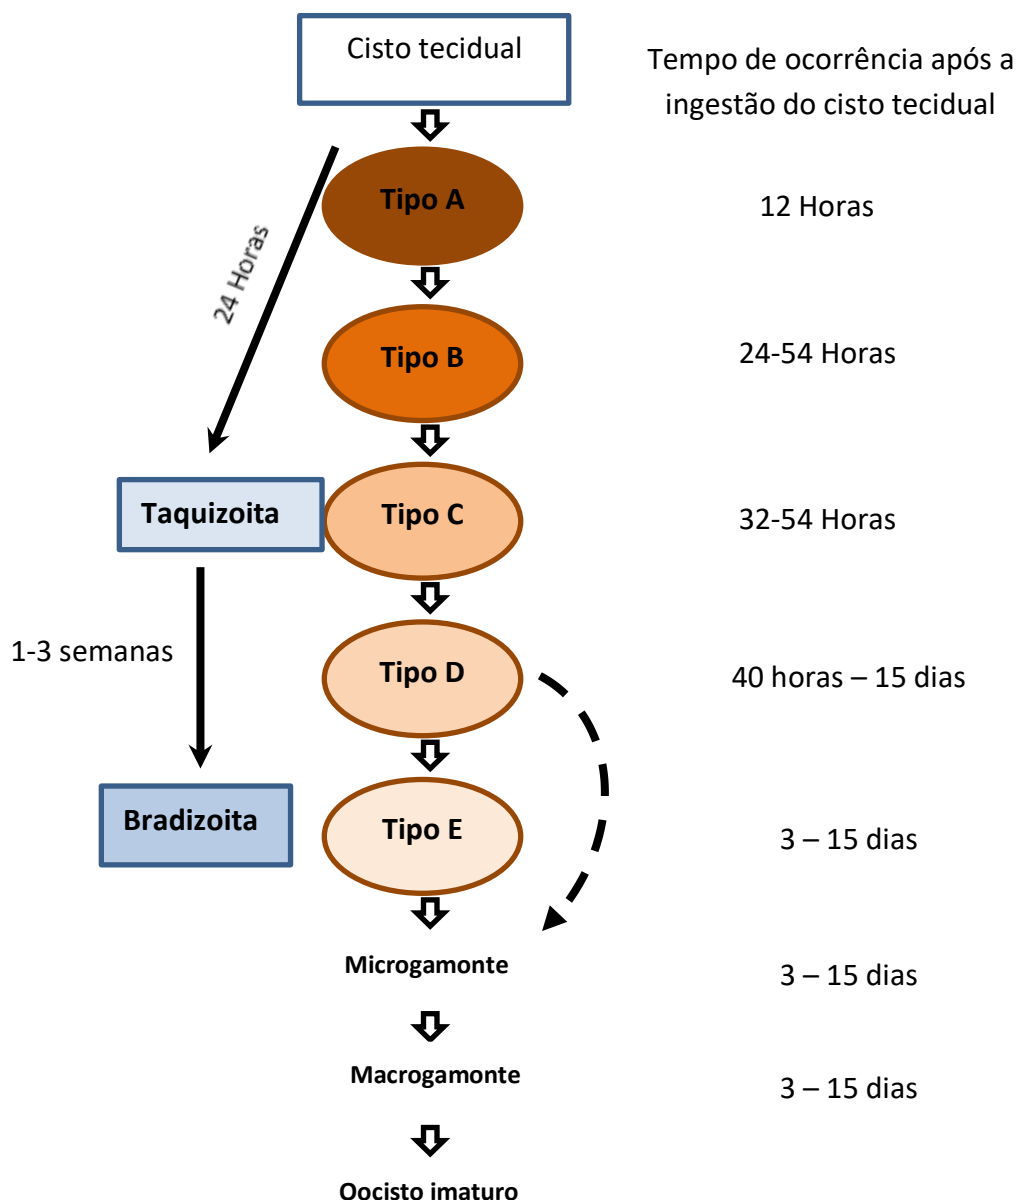 Cisto tecidual
Tempo de ocorrência após a
ingestão do cisto tecidual
Tipo A
12 Horas
24 Horas
Tipo B
24-54 Horas
Taquizoita
Tipo C
32-54 Horas
1-3 semanas
Tipo D
40 horas – 15 dias
Bradizoita
Tipo E
3 – 15 dias
Microgamonte
3 – 15 dias
Macrogamonte
3 – 15 dias
Oocisto imaturo